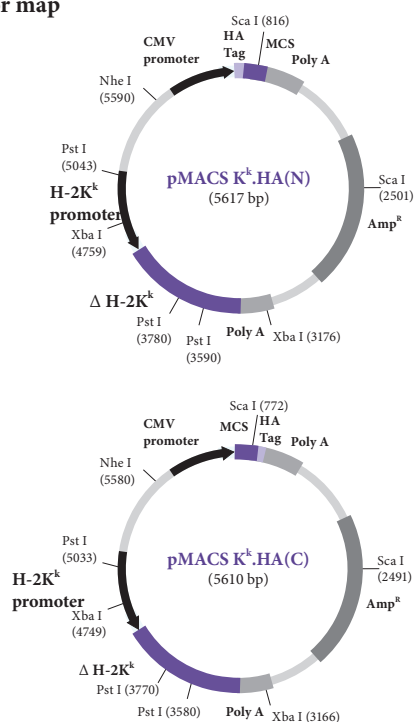 r map
Sca I (816)
CMV
promoter
HA
Tag
MCS
Poly A
Nhe I
(5590)
Pst I
(5043)
H-2Kᵏ
promoter
pMACS Kᵏ.HA(N)
(5617 bp)
Sca I
(2501)
Ampᴿ
Xba I
(4759)
Δ H-2Kᵏ
Pst I
(3780)
Pst I
(3590)
Poly A
Xba I (3176)
Sca I (772)
CMV
promoter
MCS
HA
Tag
Poly A
Nhe I
(5580)
Pst I
(5033)
H-2Kᵏ
promoter
pMACS Kᵏ.HA(C)
(5610 bp)
Sca I
(2491)
Ampᴿ
Xba I
(4749)
Δ H-2Kᵏ
Pst I (3770)
Pst I (3580)
Poly A
Xba I (3166)